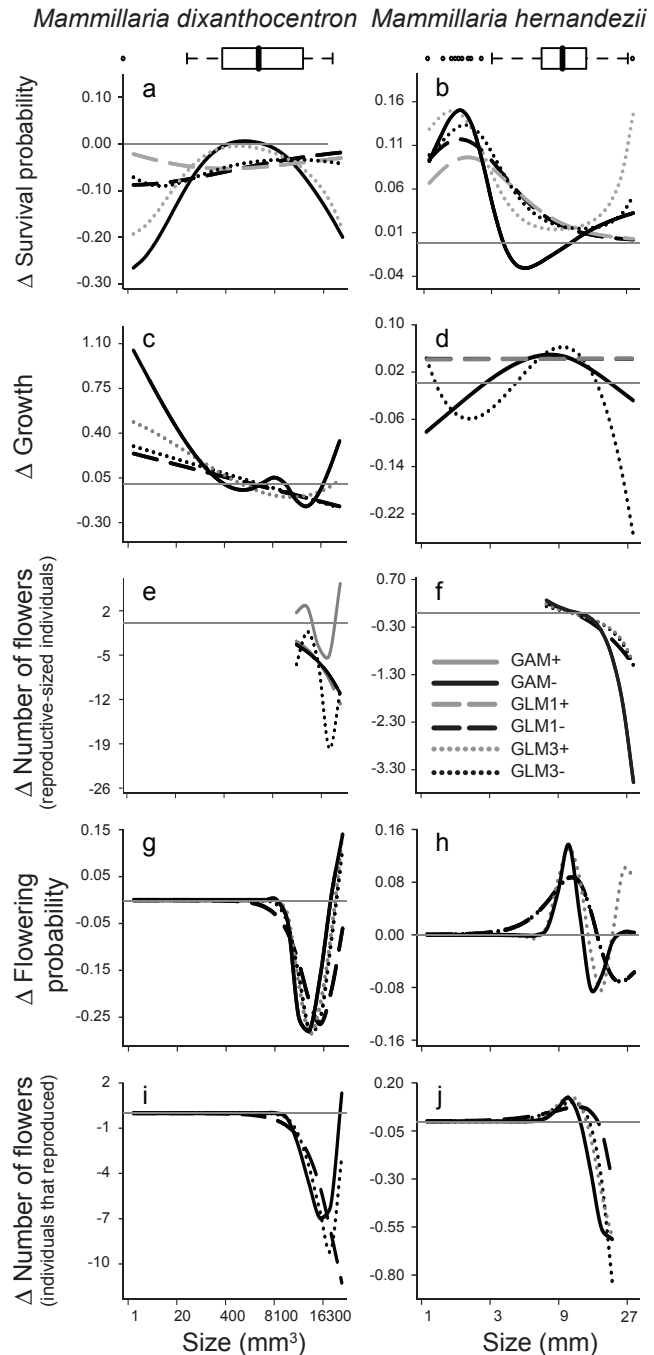 Mammillaria dixanthocentron Mammillaria hernandezii
a
b
Δ Survival probability
0.10
0.00
-0.10
-0.20
-0.30
0.16
0.11
0.06
0.01
-0.04
c
d
Δ Growth
1.10
0.75
0.40
0.05
-0.30
0.10
0.02
-0.06
-0.14
-0.22
e
f
Δ Number of flowers
(reproductive-sized individuals)
2
-5
-12
-19
-26
0.70
-0.30
-1.30
-2.30
-3.30
GAM+
GAM-
GLM1+
GLM1-
GLM3+
GLM3-
g
h
Δ Flowering
probability
0.15
0.05
-0.05
-0.15
-0.25
0.16
0.08
0.00
-0.08
-0.16
i
j
Δ Number of flowers
(individuals that reproduced)
2
-1
-4
-7
-10
0.20
-0.05
-0.30
-0.55
-0.80
1 20 400 8100 16300
1 3 9 27
Size (mm³) Size (mm)